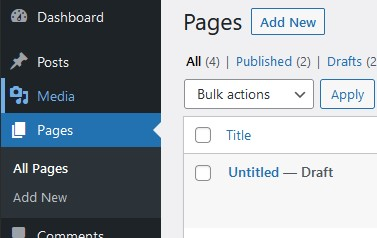 Dashboard
Posts
Media
Pages
All Pages
Add New
Comments
Pages Add New
All (4) | Published (2) | Drafts (2
Bulk actions Apply
Title
Untitled — Draft